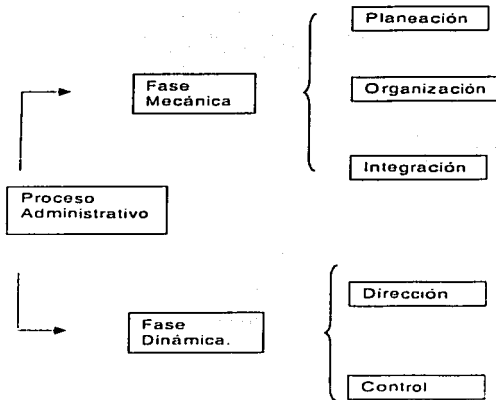 Planeación
Fase
Mecánica
Organización
Integración
Proceso
Administrativo
Dirección
Fase
Dinámica.
Control